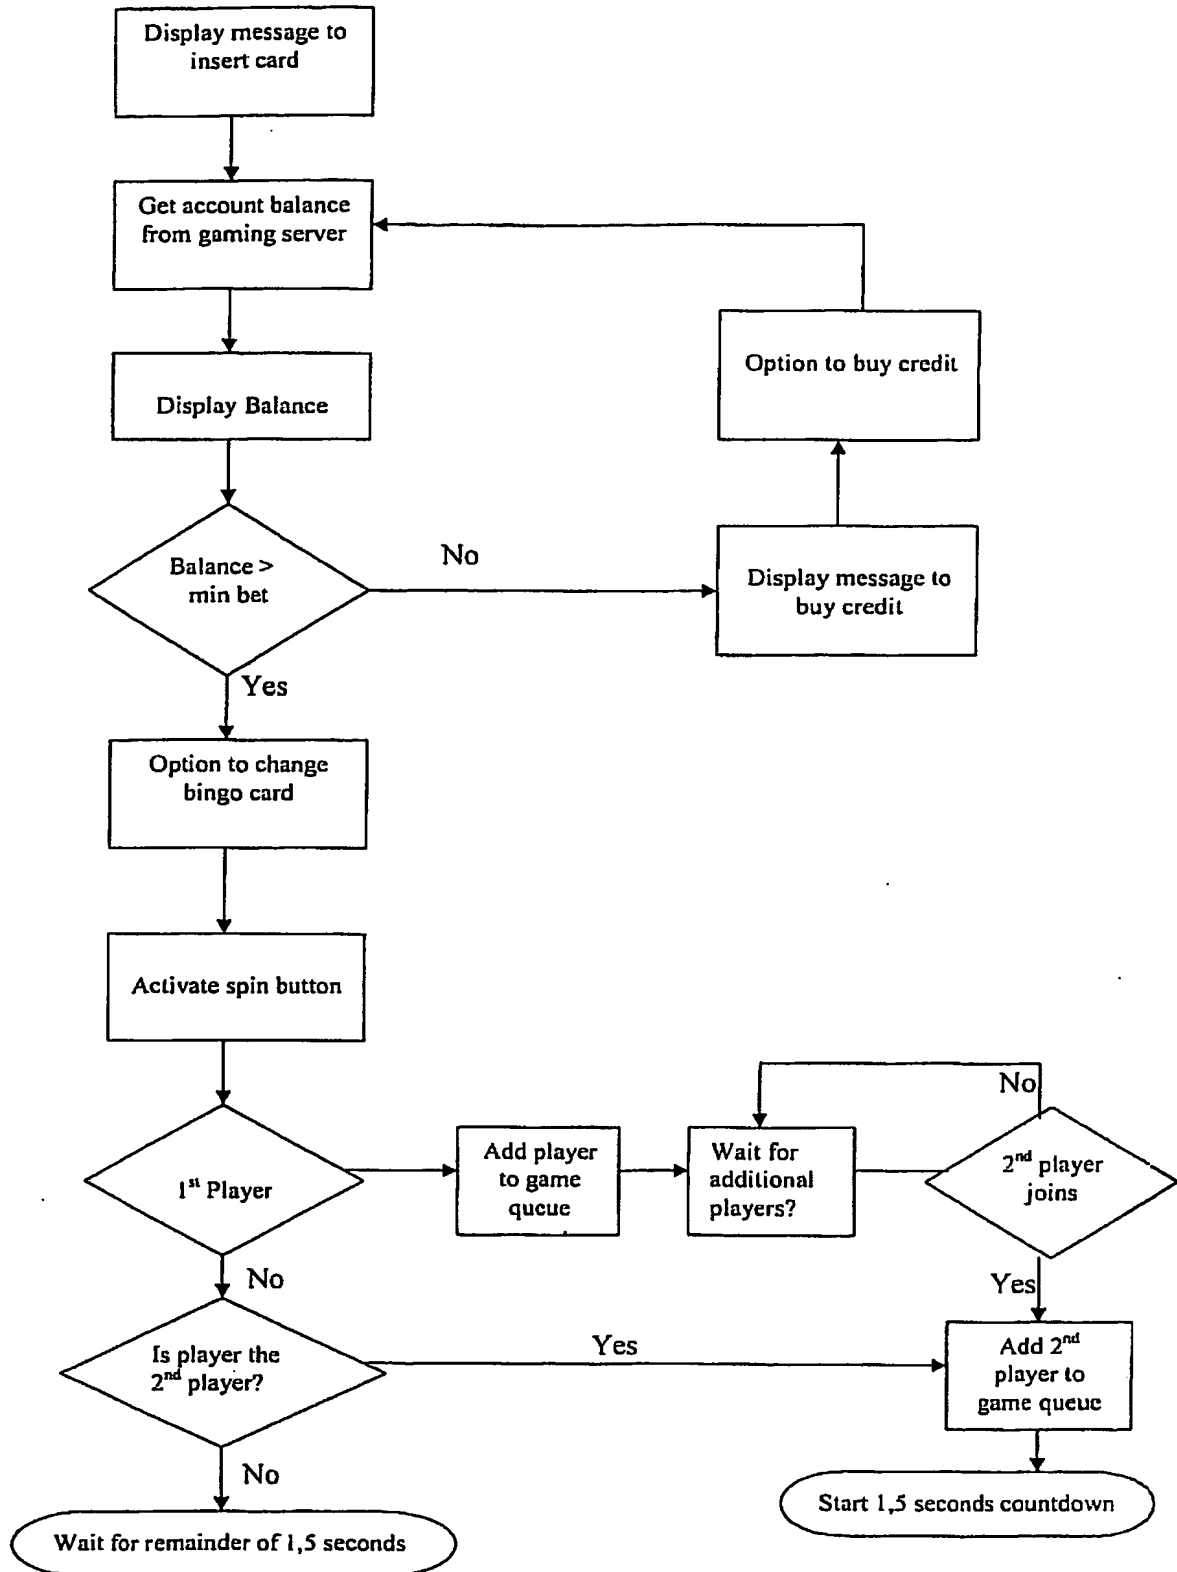 Display message to
insert card
Get account balance
from gaming server
Option to buy credit
Display Balance
No
Balance >
min bet
Display message to
buy credit
Yes
Option to change
bingo card
Activate spin button
No
1st Player
Add player
to game
queue
Wait for
additional
players?
2nd player
joins
No
Yes
Is player the
2nd player?
Yes
Add 2nd
player to
game queue
No
Start 1,5 seconds countdown
Wait for remainder of 1,5 seconds